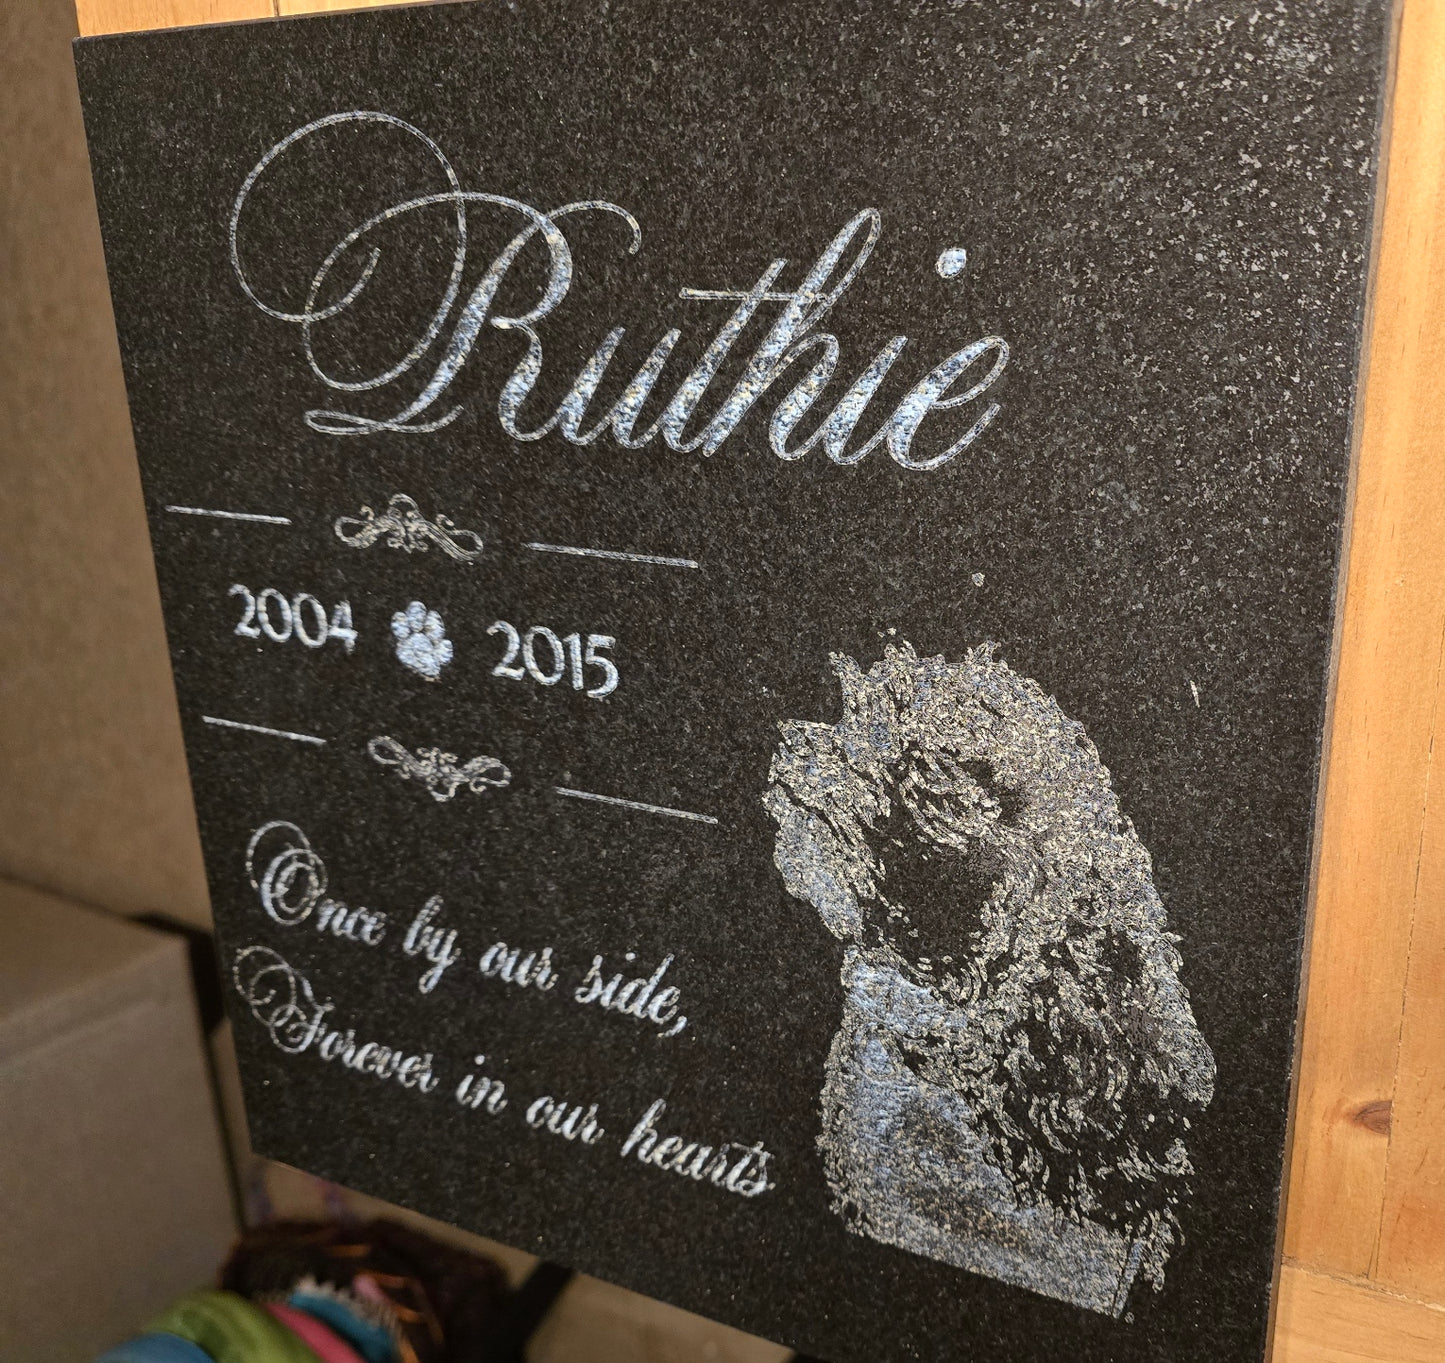 Ruthie
2004 2015
Once by our side,
Forever in our hearts